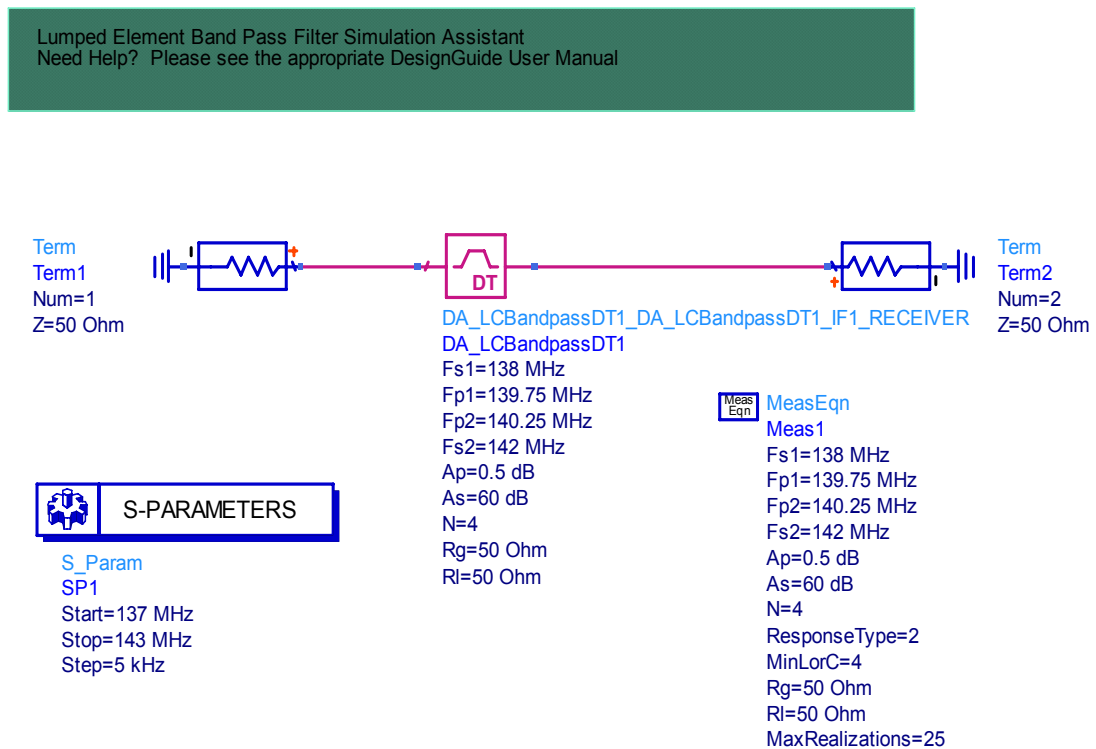 Lumped Element Band Pass Filter Simulation Assistant
Need Help?  Please see the appropriate DesignGuide User Manual
Term
Term1
Num=1
Z=50 Ohm
DT
DA_LCBandpassDT1_DA_LCBandpassDT1_IF1_RECEIVER
DA_LCBandpassDT1
Fs1=138 MHz
Fp1=139.75 MHz
Fp2=140.25 MHz
Fs2=142 MHz
Ap=0.5 dB
As=60 dB
N=4
Rg=50 Ohm
Rl=50 Ohm
Term
Term2
Num=2
Z=50 Ohm
Meas
Eqn
MeasEqn
Meas1
Fs1=138 MHz
Fp1=139.75 MHz
Fp2=140.25 MHz
Fs2=142 MHz
Ap=0.5 dB
As=60 dB
N=4
ResponseType=2
MinLorC=4
Rg=50 Ohm
Rl=50 Ohm
MaxRealizations=25
S-PARAMETERS
S_Param
SP1
Start=137 MHz
Stop=143 MHz
Step=5 kHz